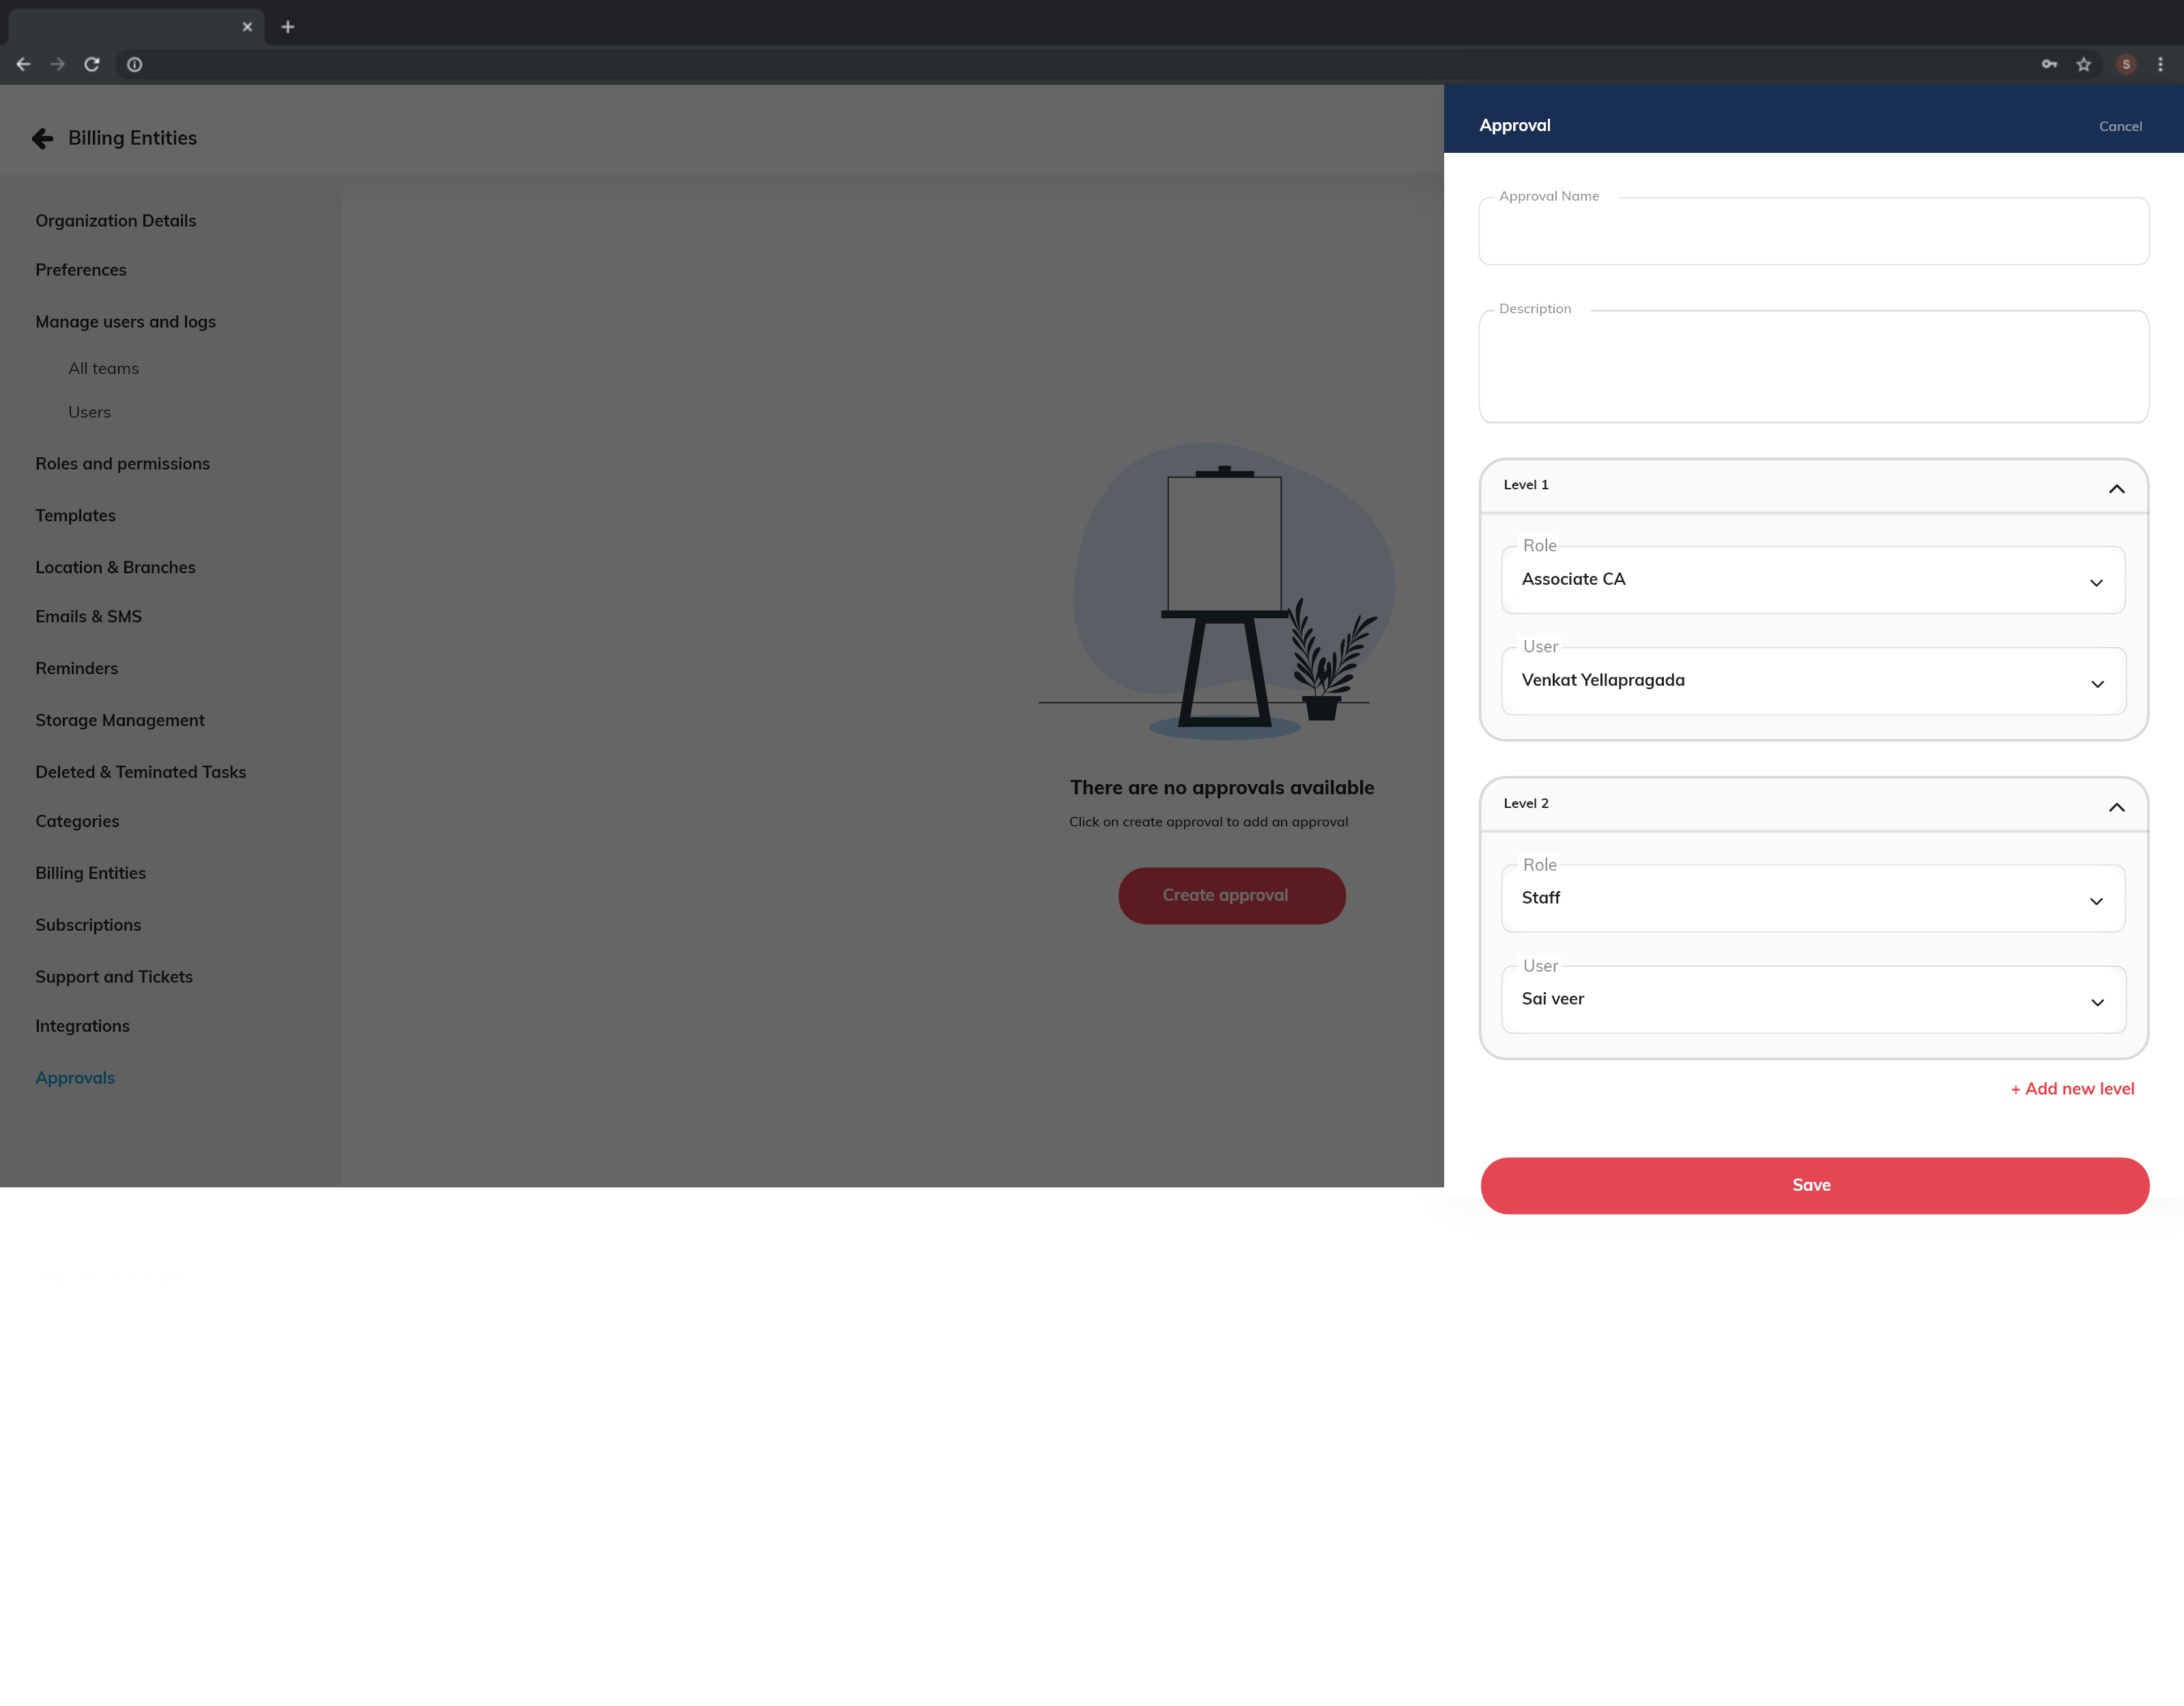 S
Billing Entities
Organization Details
Preferences
Manage users and logs
All teams
Users
Roles and permissions
Templates
Location & Branches
Emails & SMS
Reminders
Storage Management
Deleted & Teminated Tasks
Categories
Billing Entities
Subscriptions
Support and Tickets
Integrations
Approvals
There are no approvals available
Click on create approval to add an approval
Create approval
Approval
Cancel
Approval Name
Description
Level 1
Role
Associate CA
User
Venkat Yellapragada
Level 2
Role
Staff
User
Sai veer
+ Add new level
Save